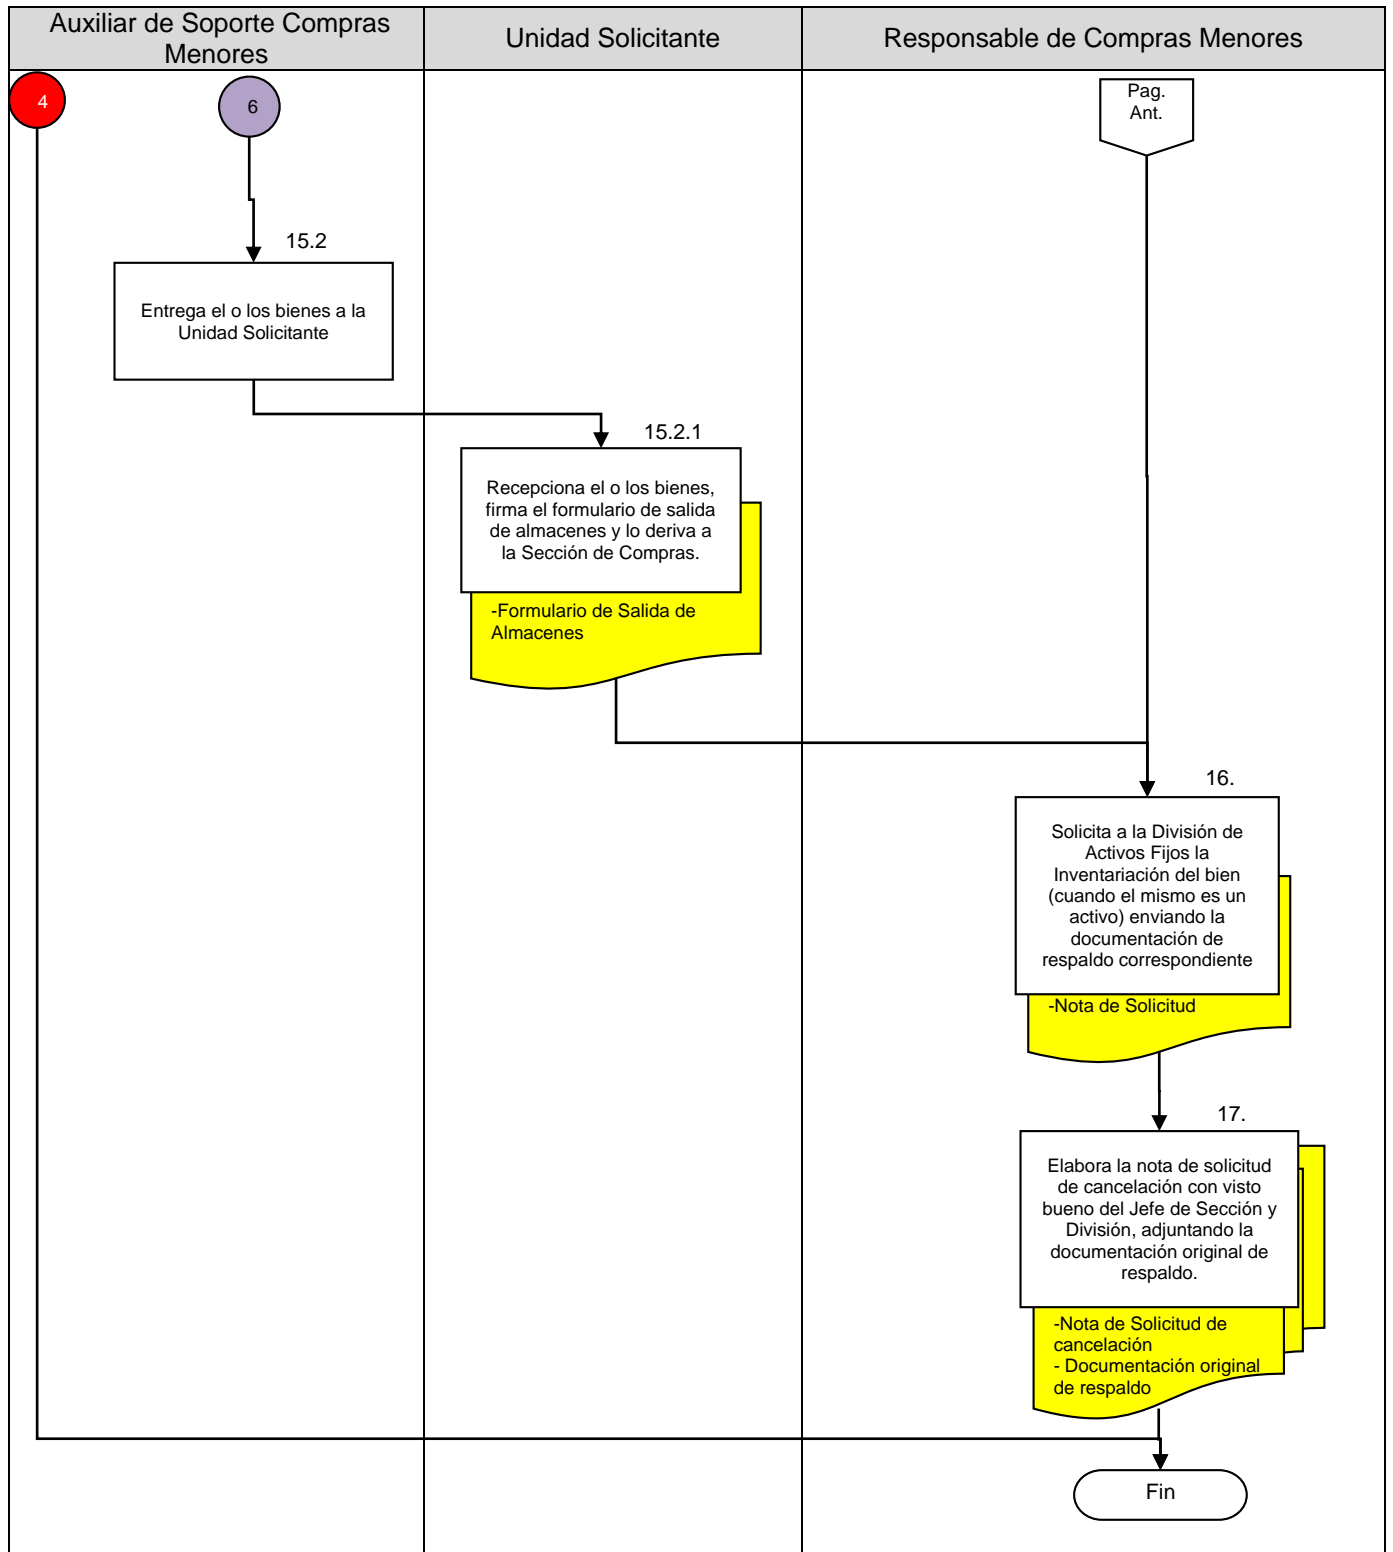 Auxiliar de Soporte Compras
Menores
Unidad Solicitante
Responsable de Compras Menores
4
6
Pag.
Ant.
15.2
Entrega el o los bienes a la
Unidad Solicitante
15.2.1
Recepciona el o los bienes,
firma el formulario de salida
de almacenes y lo deriva a
la Sección de Compras.
-Formulario de Salida de
Almacenes
16.
Solicita a la División de
Activos Fijos la
Inventariación del bien
(cuando el mismo es un
activo) enviando la
documentación de
respaldo correspondiente
-Nota de Solicitud
17.
Elabora la nota de solicitud
de cancelación con visto
bueno del Jefe de Sección y
División, adjuntando la
documentación original de
respaldo.
-Nota de Solicitud de
cancelación
- Documentación original
de respaldo
Fin